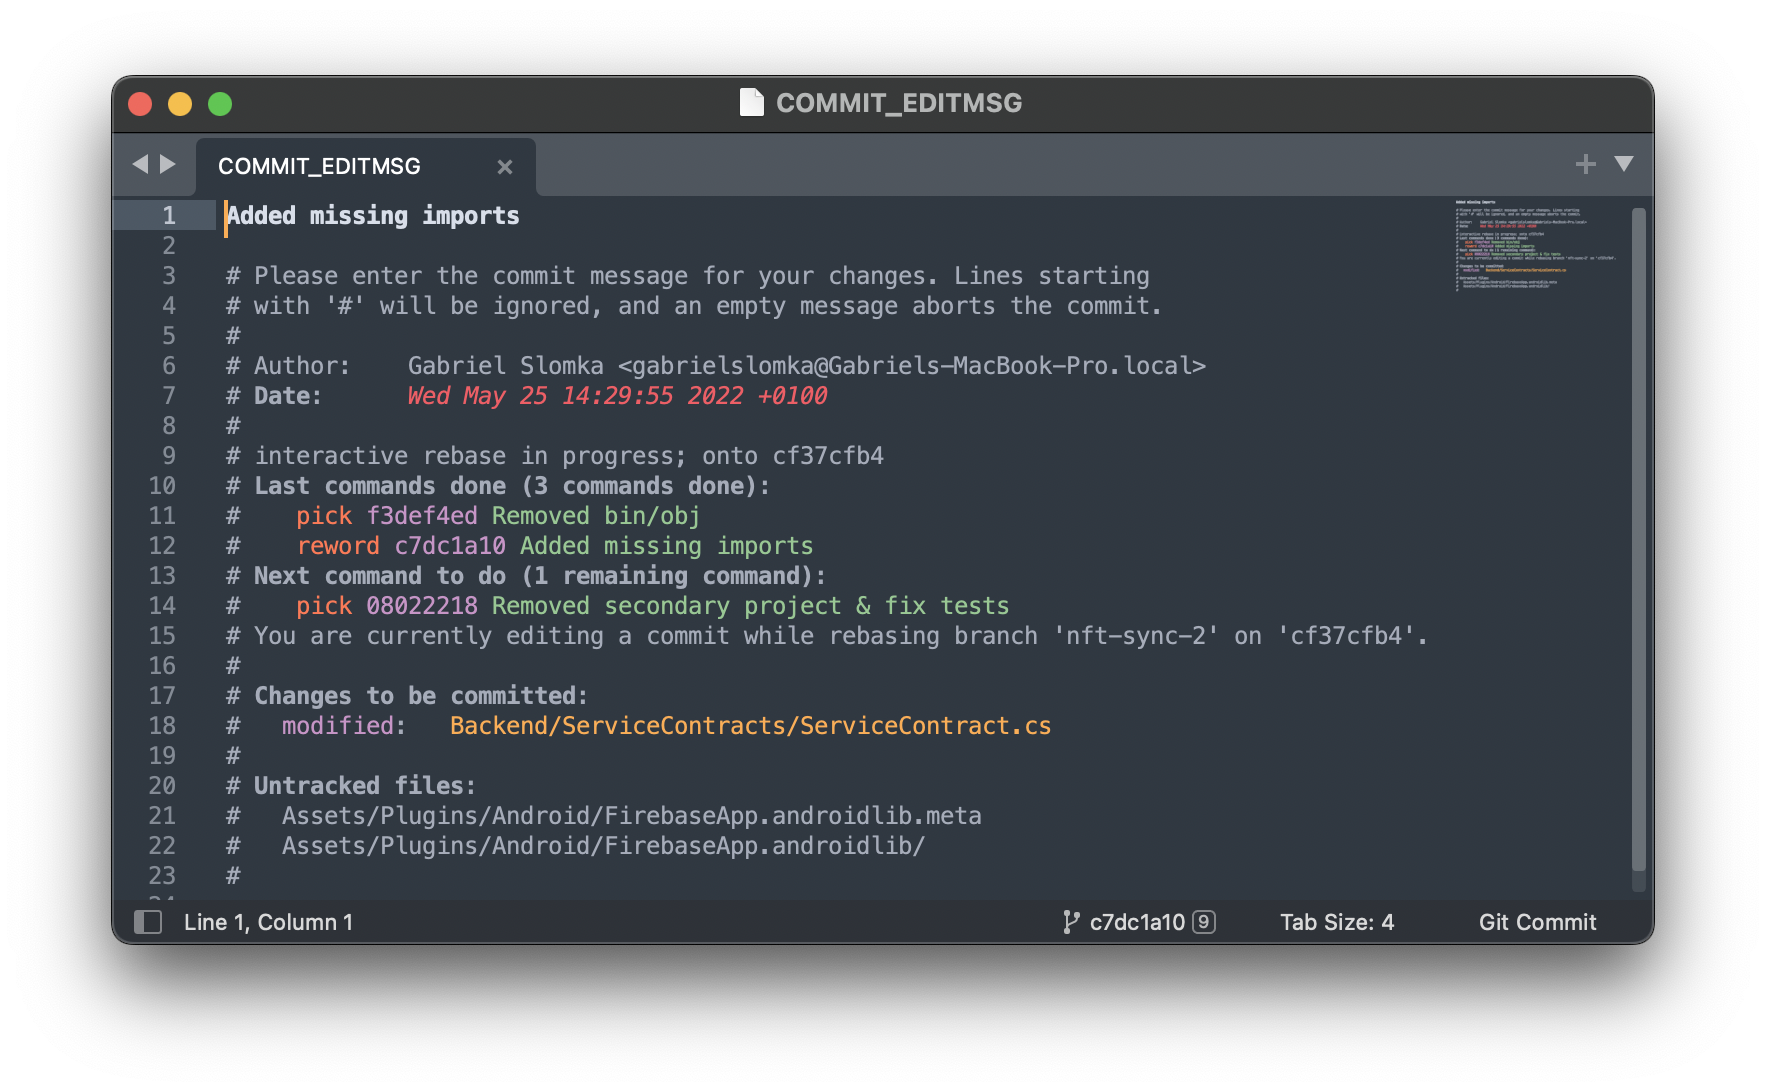 COMMIT_EDITMSG
COMMIT_EDITMSG
1 Added missing imports
2
3 # Please enter the commit message for your changes. Lines starting
4 # with '#' will be ignored, and an empty message aborts the commit.
5 #
6 # Author:    Gabriel Slomka <gabrielslomka@Gabriels-MacBook-Pro.local>
7 # Date:      Wed May 25 14:29:55 2022 +0100
8 #
9 # interactive rebase in progress; onto cf37cfb4
10 # Last commands done (3 commands done):
11 #    pick f3def4ed Removed bin/obj
12 #    reword c7dc1a10 Added missing imports
13 # Next command to do (1 remaining command):
14 #    pick 08022218 Removed secondary project & fix tests
15 # You are currently editing a commit while rebasing branch 'nft-sync-2' on 'cf37cfb4'.
16 #
17 # Changes to be committed:
18 #   modified:   Backend/ServiceContracts/ServiceContract.cs
19 #
20 # Untracked files:
21 #   Assets/Plugins/Android/FirebaseApp.androidlib.meta
22 #   Assets/Plugins/Android/FirebaseApp.androidlib/
23 #
Line 1, Column 1 c7dc1a10 9 Tab Size: 4 Git Commit